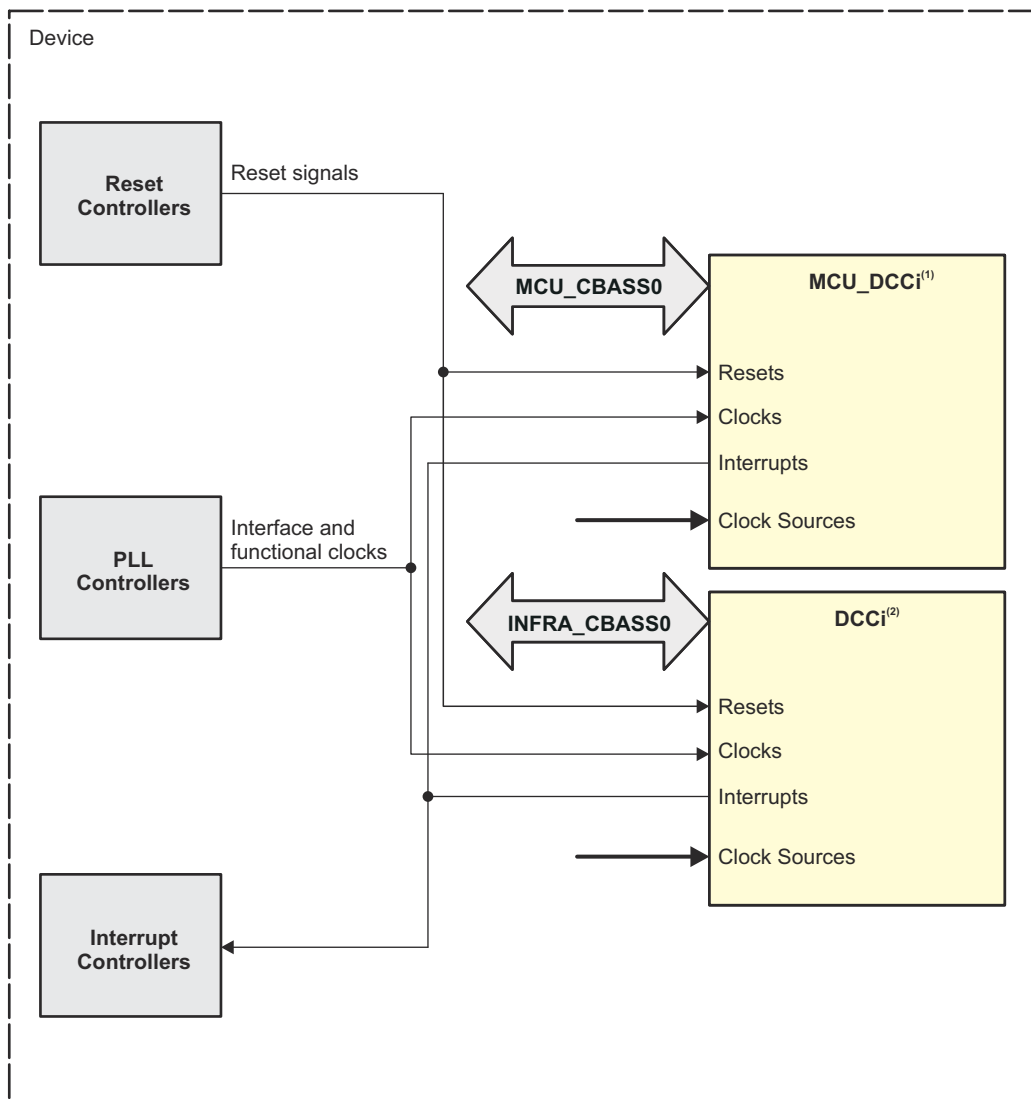 Device
Reset
Controllers
Reset signals
MCU_CBASS0
MCU_DCCi(1)
Resets
Clocks
Interrupts
Clock Sources
PLL
Controllers
Interface and
functional clocks
INFRA_CBASS0
DCCi(2)
Resets
Clocks
Interrupts
Clock Sources
Interrupt
Controllers